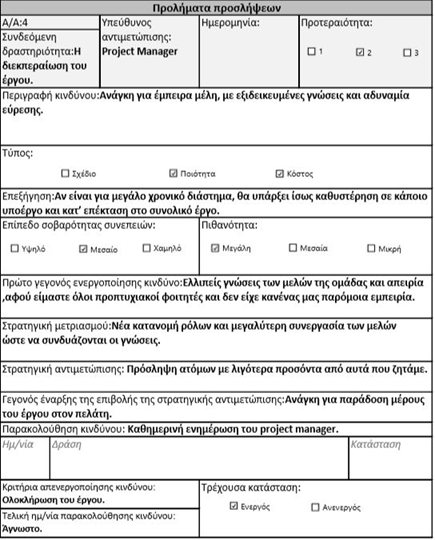 Προλήματα προσλήψεων
Α/Α:4
Συνδεόμενη
δραστηριότητα:Η
διεκπεραίωση του
έργου.
Υπεύθυνος
αντιμετώπισης:
Project Manager
Ημερομηνία:
Προτεραιότητα:
☐ 1 ☑ 2 ☐ 3
Περιγραφή κινδύνου:Ανάγκη για έμπειρα μέλη, με εξιδεικευμένες γνώσεις και αδυναμία
εύρεσης.
Τύπος:
☐ Σχέδιο ☑ Ποιότητα ☑ Κόστος
Επεξήγηση:Αν είναι για μεγάλο χρονικό διάστημα, θα υπάρξει ίσως καθυστέρηση σε κάποιο
υποέργο και κατ’ επέκταση στο συνολικό έργο.
Επίπεδο σοβαρότητας συνεπειών:
☐ Υψηλό ☑ Μεσαίο ☐ Χαμηλό
Πιθανότητα:
☑ Μεγάλη ☐ Μεσαία ☐ Μικρή
Πρώτο γεγονός ενεργοποίησης κινδύνο:Ελλιπείς γνώσεις των μελών της ομάδας και απειρία
,αφού είμαστε όλοι προπτυχιακοί φοιτητές και δεν είχε κανένας μας παρόμοια εμπειρία.
Στρατηγική μετριασμού:Νέα κατανομή ρόλων και μεγαλύτερη συνεργασία των μελών
ώστε να συνδυάζονται οι γνώσεις.
Στρατηγική αντιμετώπισης: Πρόσληψη ατόμων με λιγότερα προσόντα από αυτά που ζητάμε.
Γεγονός έναρξης της επιβολής της στρατηγικής αντιμετώπισης:Ανάγκη για παράδοση μέρους
του έργου στον πελάτη.
Παρακολούθηση κινδύνου: Καθημερινή ενημέρωση του project manager.
Ημ/νία Δράση Κατάσταση
Κριτήρια απενεργοποίησης κινδύνου:
Ολοκλήρωση του έργου.
Τελική ημ/νία παρακολούθησης κινδύνου:
Άγνωστο.
Τρέχουσα κατάσταση:
☑ Ενεργός ☐ Ανενεργός